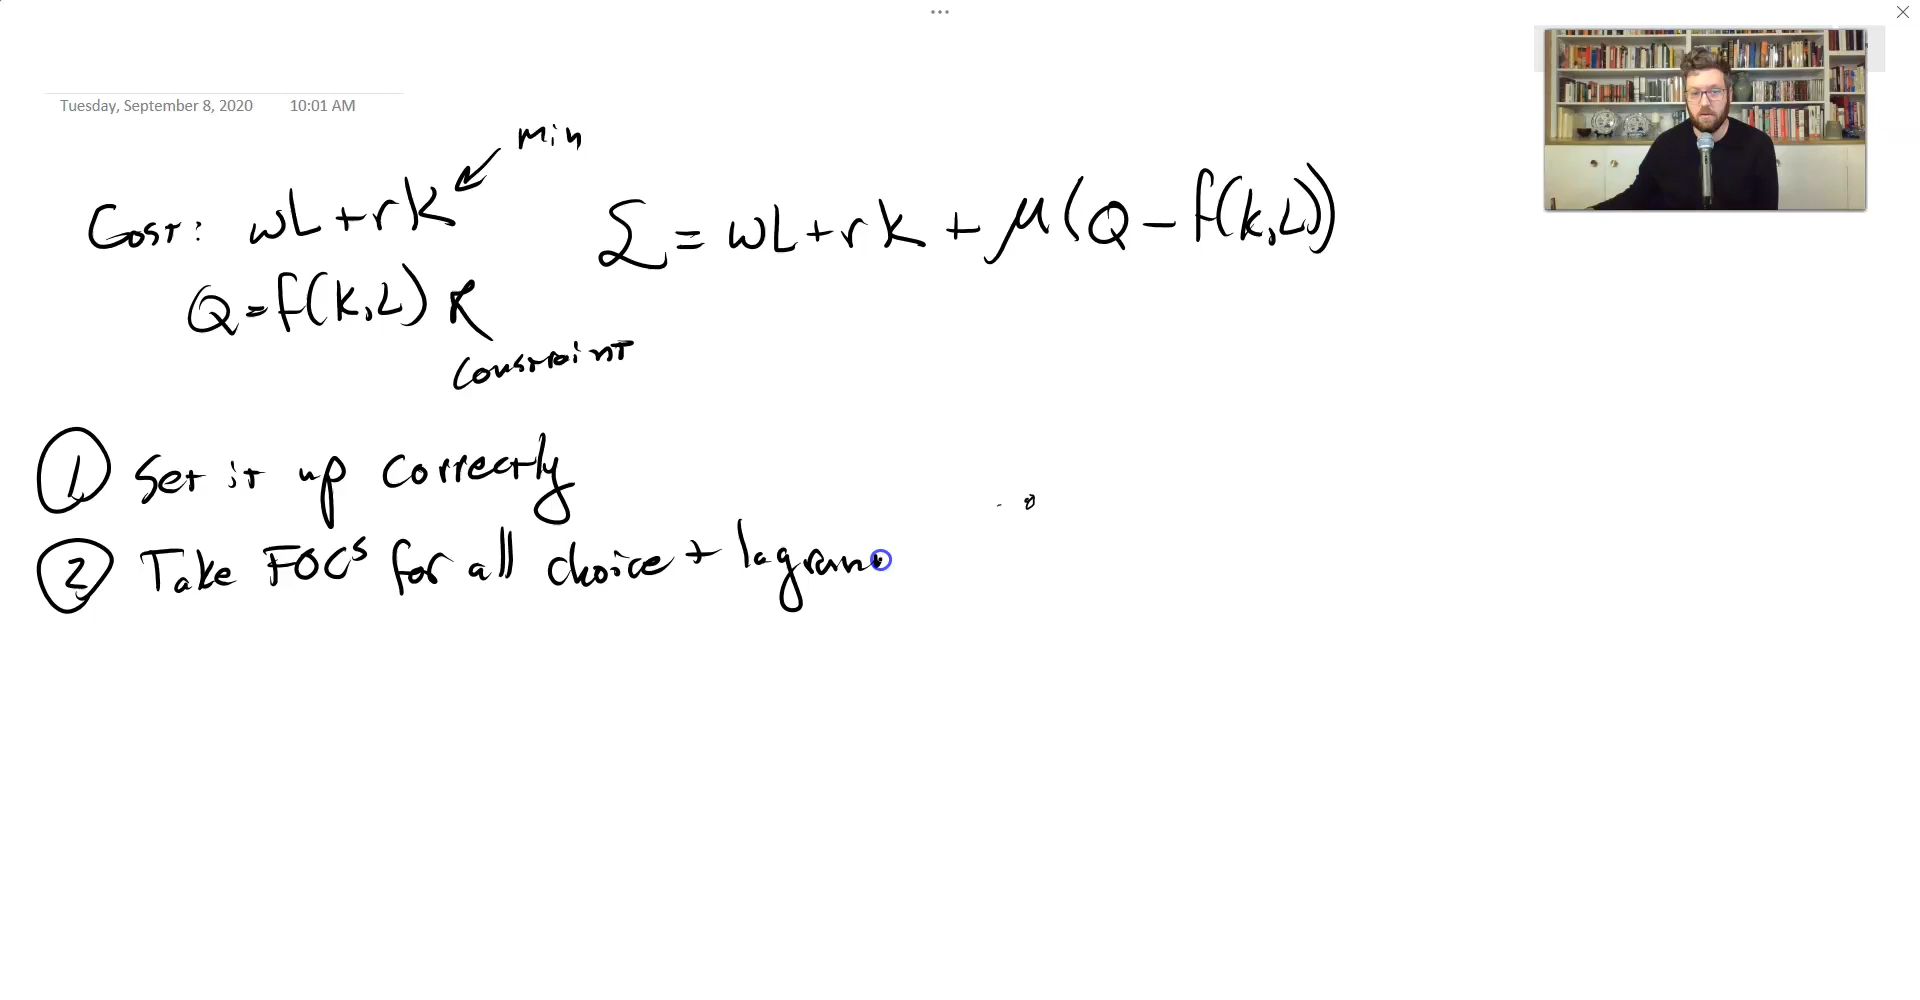 Tuesday, September 8, 2020 10:01 AM
min
Cost: wL+rK
ℒ = wL+rK + μ(Q - f(K,L))
Q=f(K,L)
constraint
1 Set it up correctly
2 Take FOCs for all choice + lagran